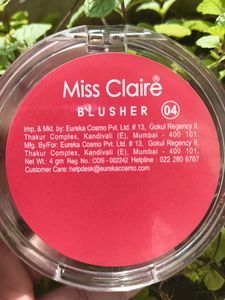 Miss Claire®
BLUSHER 04
Imp. & Mkt. by: Eureka Cosmo Pvt. Ltd. # 13, Gokul Regency II,
Thakur Complex, Kandivali (E), Mumbai - 400 101.
Mfg. By/For: Eureka Cosmo Pvt. Ltd. # 13, Gokul Regency II,
Thakur Complex, Kandivali (E), Mumbai - 400 101.
Net Wt.: 4 gm Reg. No. COS - 002242 Helpline : 022 280 6767
Customer Care: helpdesk@eurekacosmo.com